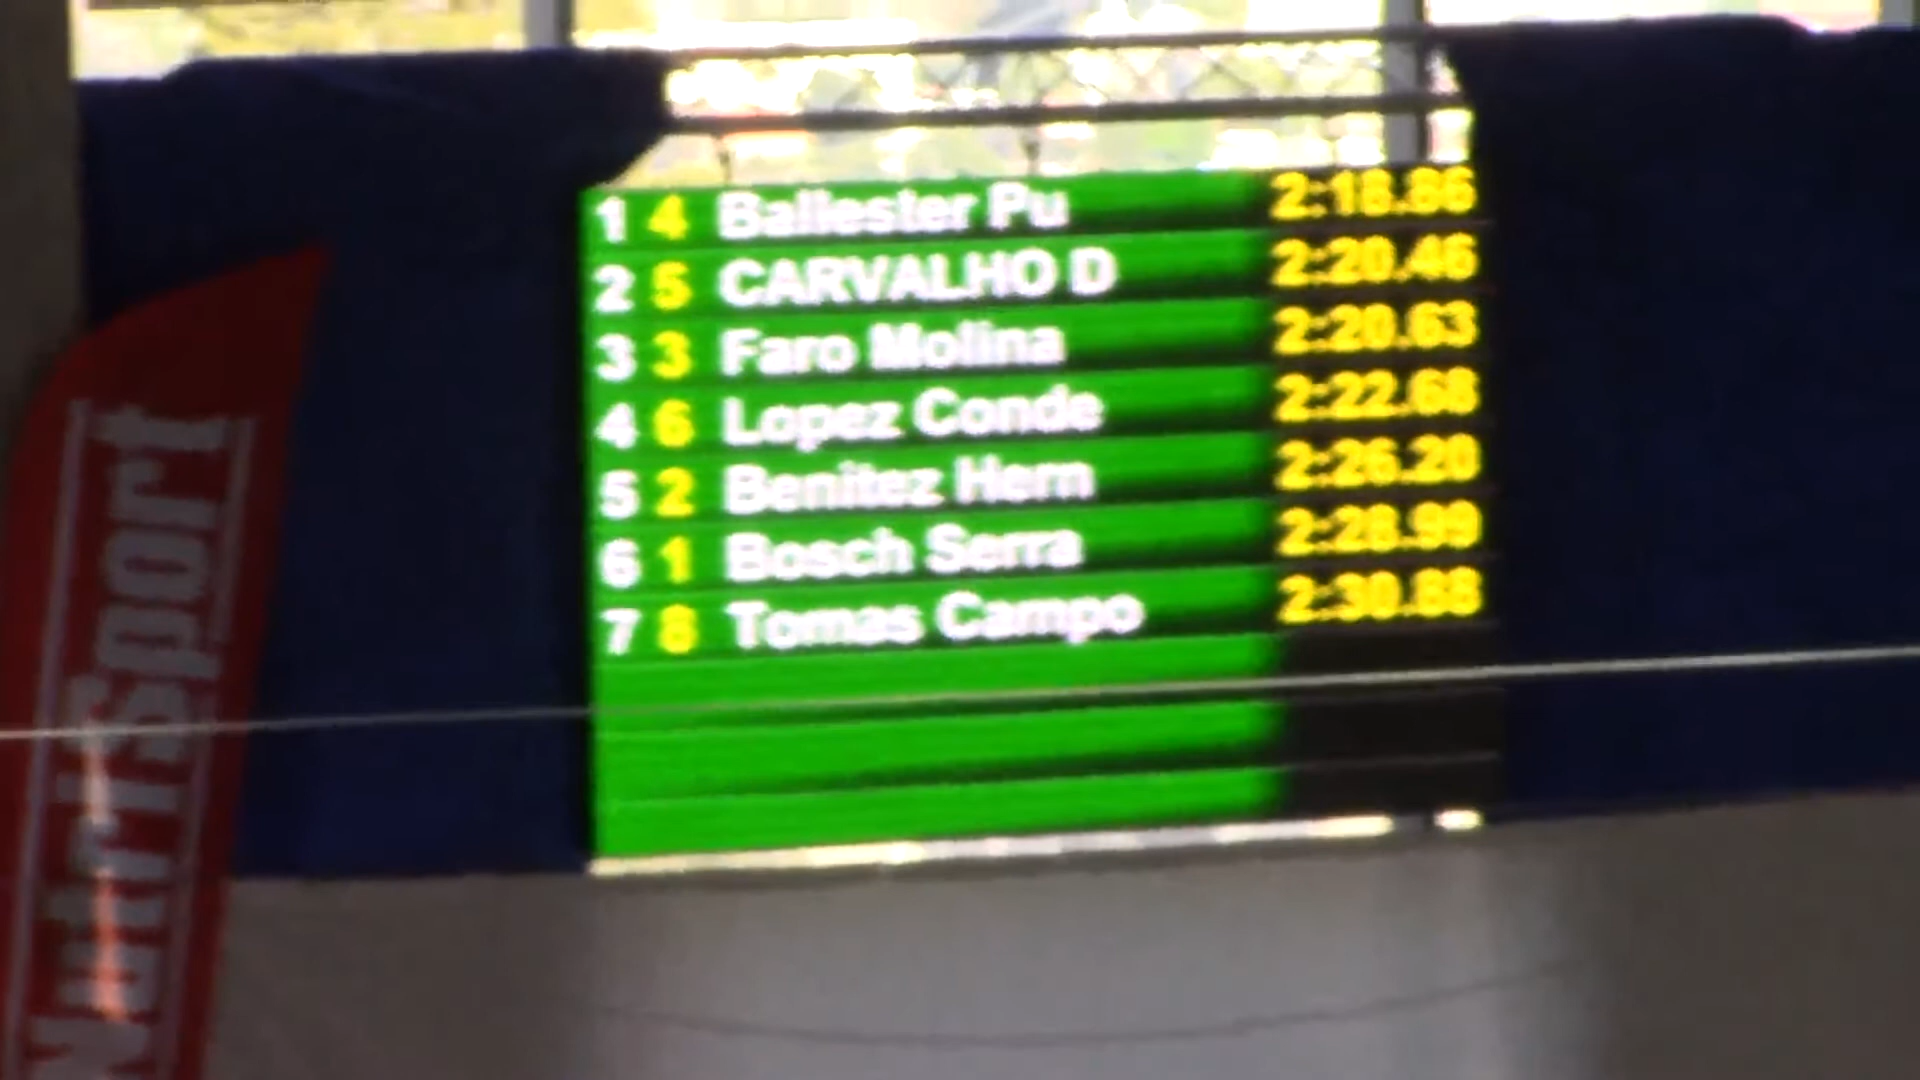 1 4 Ballester Pu 2:18.86
2 5 CARVALHO D 2:20.46
3 3 Faro Molina 2:20.63
4 6 Lopez Conde 2:22.68
5 2 Benitez Hern 2:26.20
6 1 Bosch Serra 2:28.99
7 8 Tomas Campo 2:30.88
NutriSport